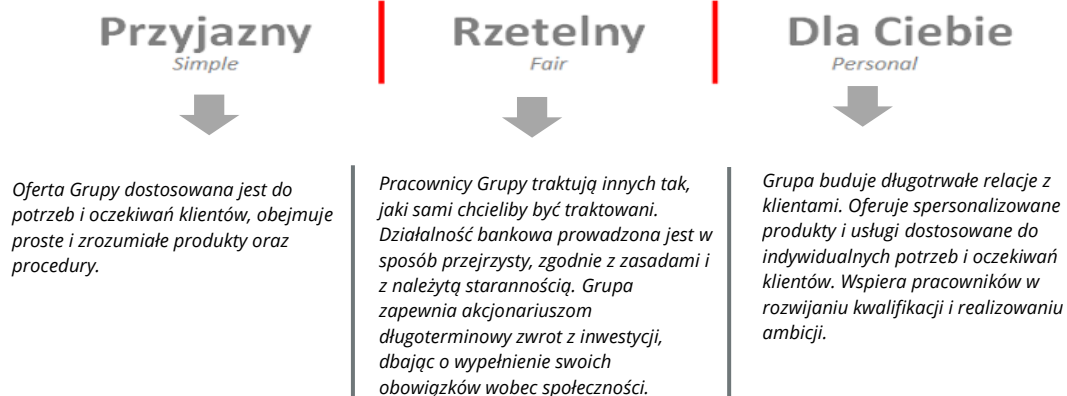 Przyjazny
Simple
Rzetelny
Fair
Dla Ciebie
Personal
Oferta Grupy dostosowana jest do
potrzeb i oczekiwań klientów, obejmuje
proste i zrozumiałe produkty oraz
procedury.
Pracownicy Grupy traktują innych tak,
jaki sami chcieliby być traktowani.
Działalność bankowa prowadzona jest w
sposób przejrzysty, zgodnie z zasadami i
z należytą starannością. Grupa
zapewnia akcjonariuszom
długoterminowy zwrot z inwestycji,
dbając o wypełnienie swoich
obowiązków wobec społeczności.
Grupa buduje długotrwałe relacje z
klientami. Oferuje spersonalizowane
produkty i usługi dostosowane do
indywidualnych potrzeb i oczekiwań
klientów. Wspiera pracowników w
rozwijaniu kwalifikacji i realizowaniu
ambicji.